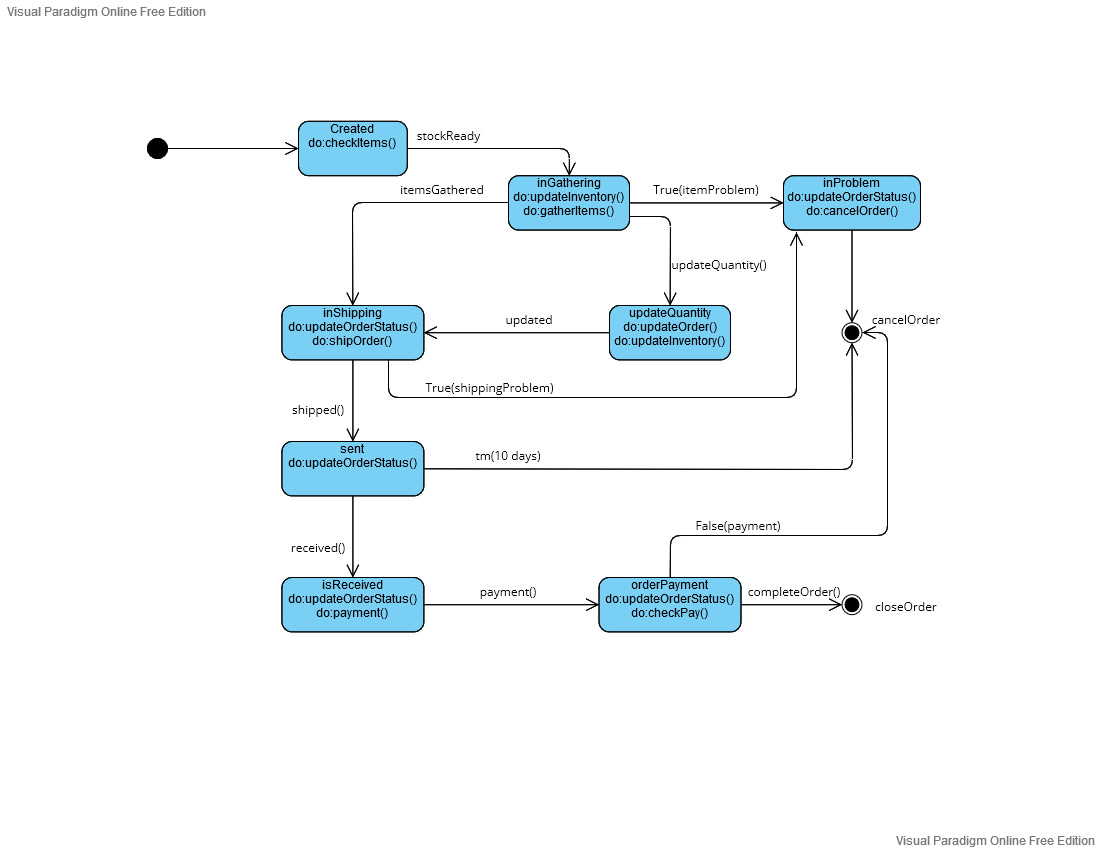 Visual Paradigm Online Free Edition
Created
do:checkItems()
stockReady
itemsGathered
inGathering
do:updateInventory()
do:gatherItems()
True(itemProblem)
inProblem
do:updateOrderStatus()
do:cancelOrder()
updateQuantity()
inShipping
do:updateOrderStatus()
do:shipOrder()
updated
updateQuantity
do:updateOrder()
do:updateInventory()
cancelOrder
True(shippingProblem)
shipped()
sent
do:updateOrderStatus()
tm(10 days)
False(payment)
received()
isReceived
do:updateOrderStatus()
do:payment()
payment()
orderPayment
do:updateOrderStatus()
do:checkPay()
completeOrder()
closeOrder
Visual Paradigm Online Free Edition